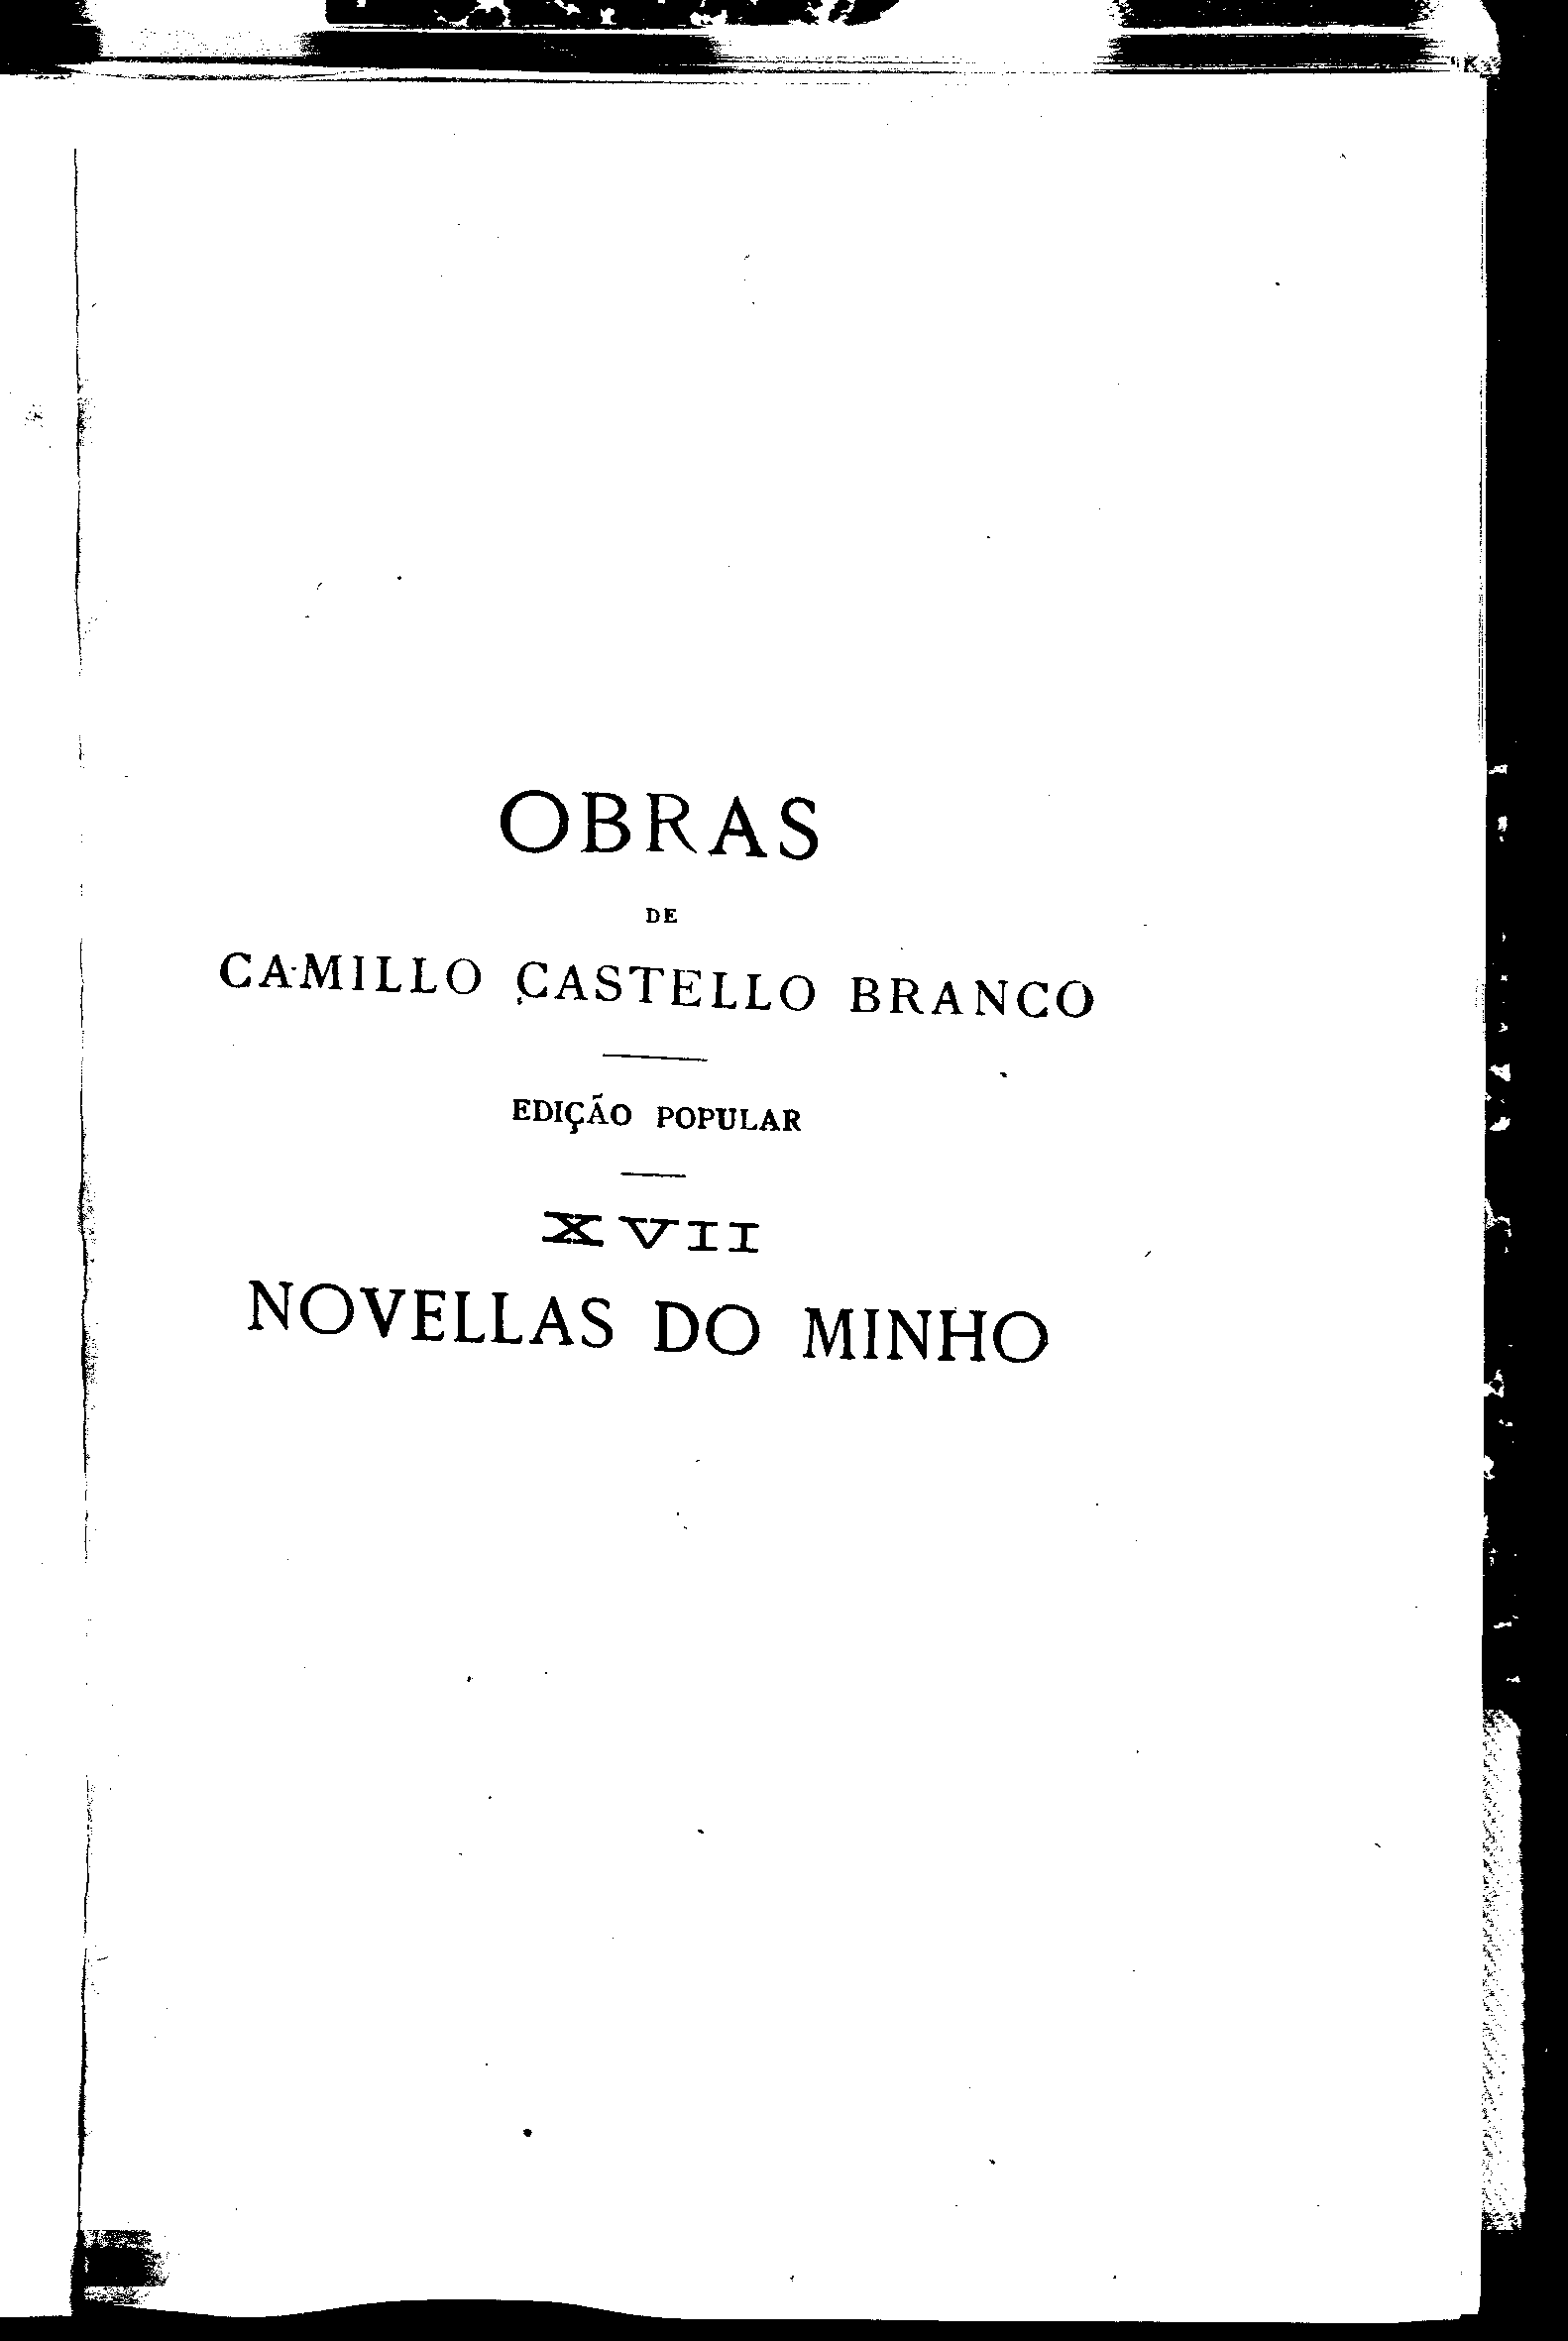 OBRAS
DE
CAMILLO CASTELLO BRANCO
EDIÇÃO POPULAR
XVII
NOVELLAS DO MINHO